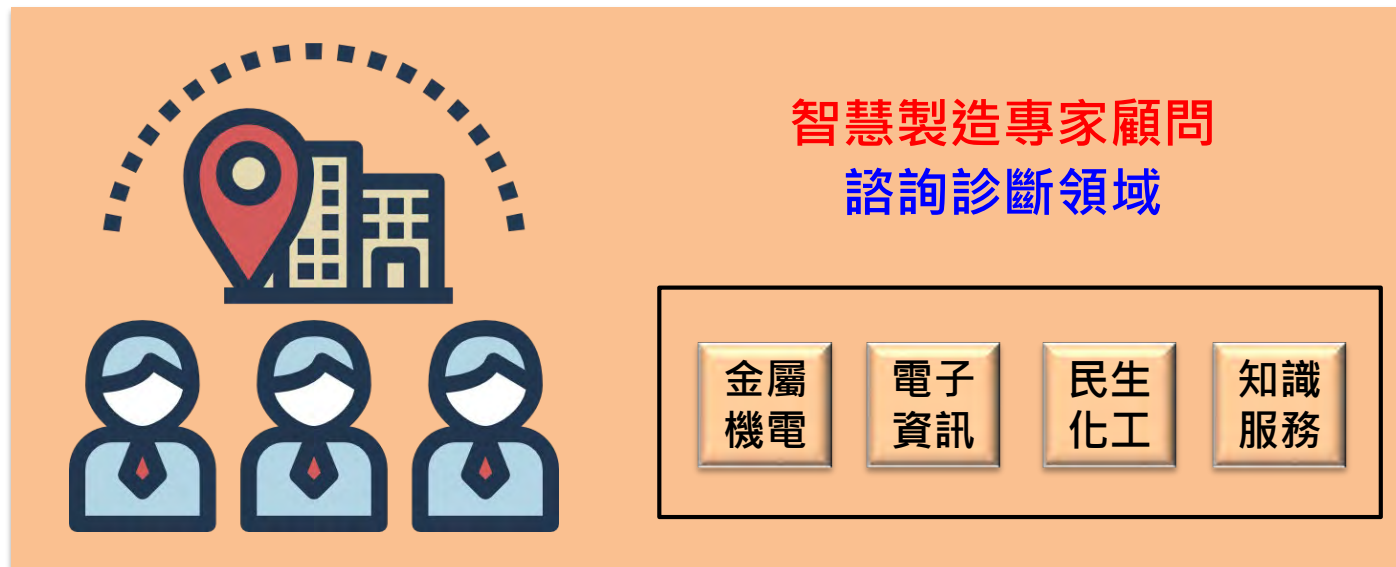 智慧製造專家顧問
諮詢診斷領域
金屬
機電
電子
資訊
民生
化工
知識
服務